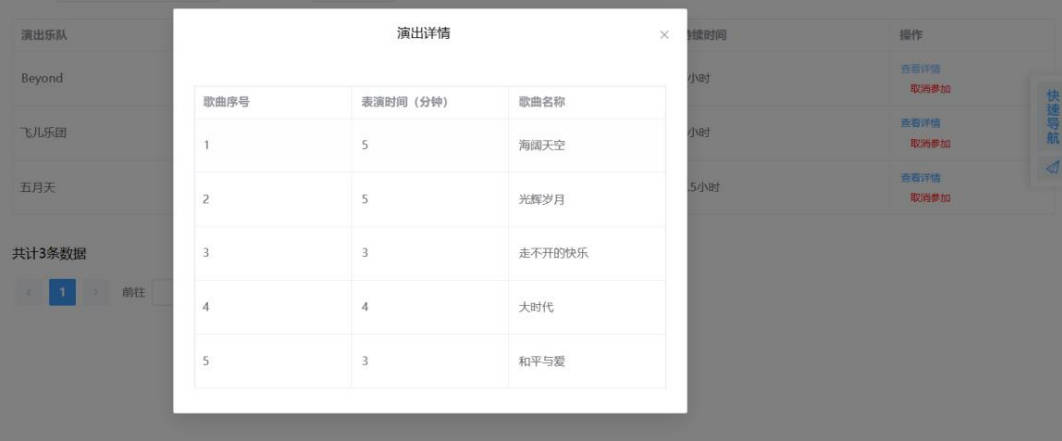 演出详情
×
歌曲序号 表演时间（分钟） 歌曲名称
1 5 海阔天空
2 5 光辉岁月
3 3 走不开的快乐
4 4 大时代
5 3 和平与爱
演出乐队 持续时间 操作
Beyond 小时 查看详情
取消参加
飞儿乐团 小时 查看详情
取消参加
五月天 .5小时 查看详情
取消参加
共计3条数据
1 前往
快速导航